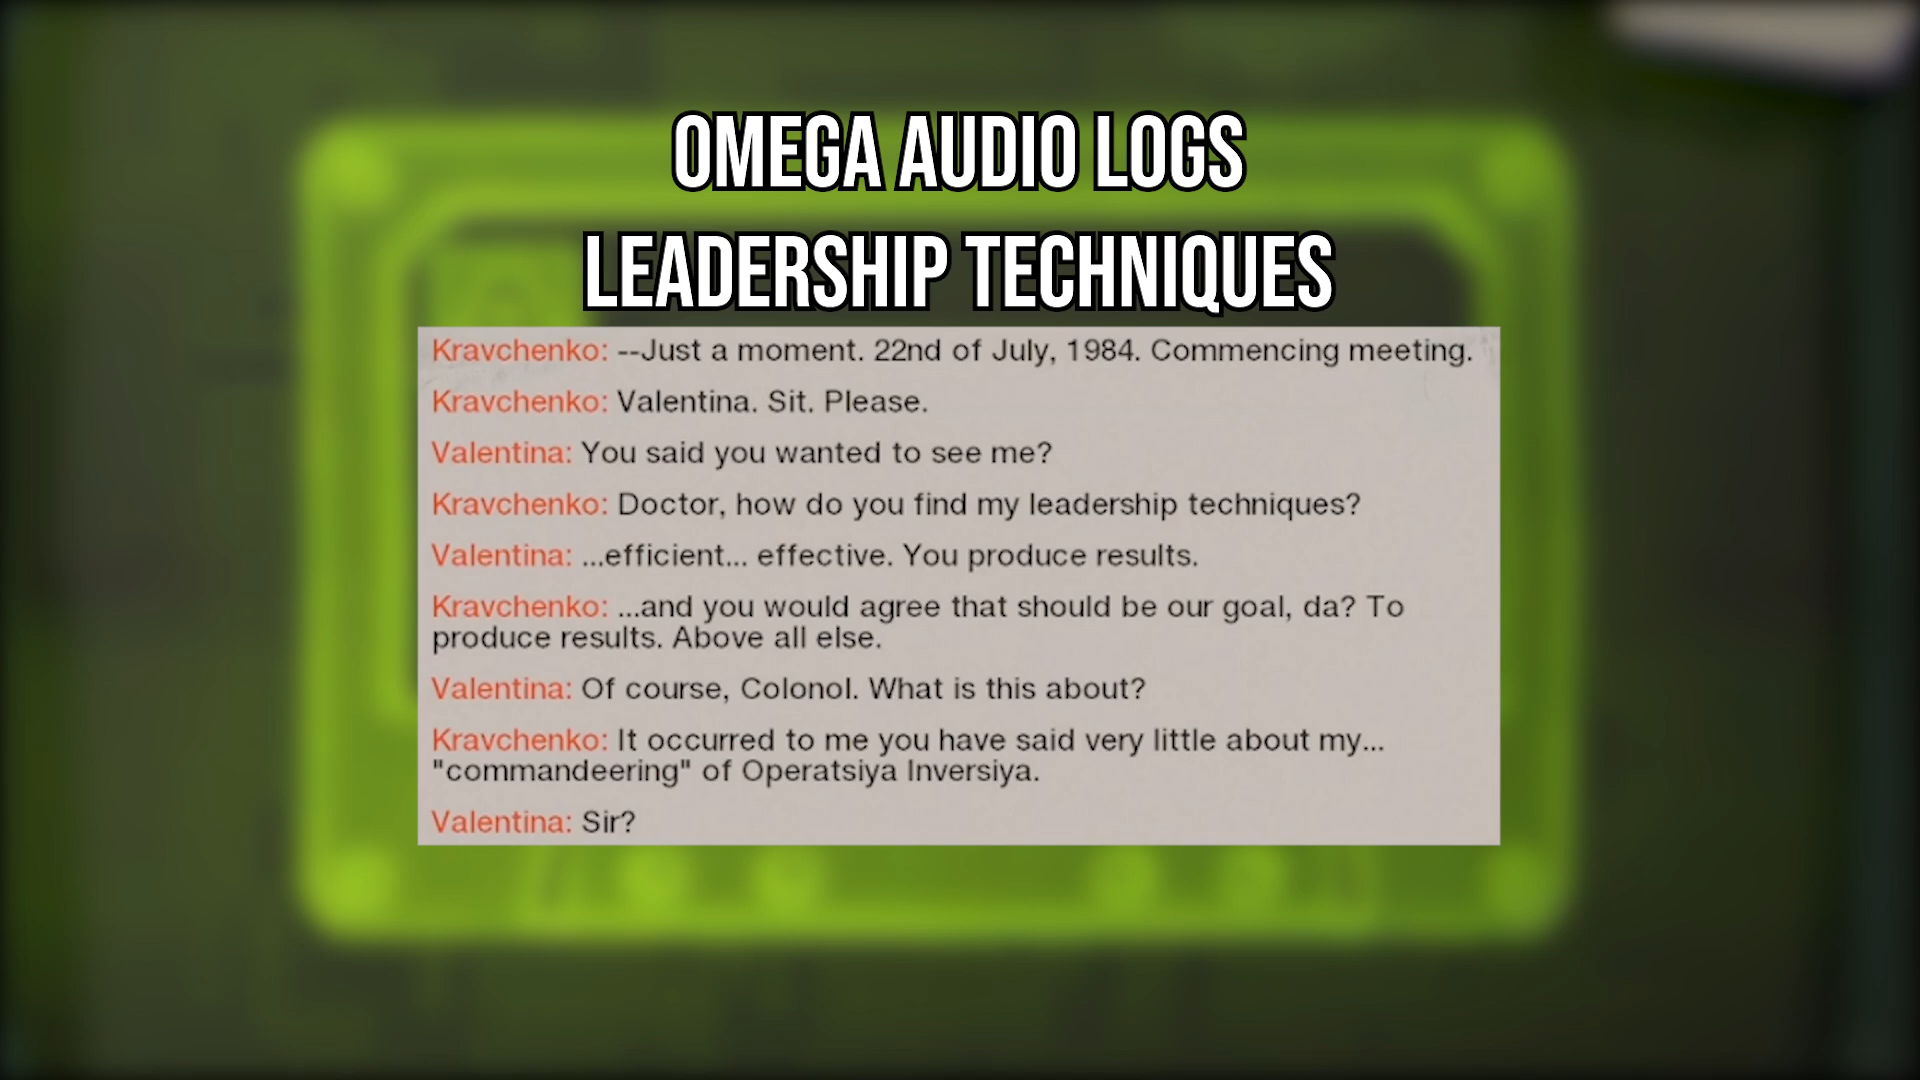 OMEGA AUDIO LOGS
LEADERSHIP TECHNIQUES
Kravchenko: --Just a moment. 22nd of July, 1984. Commencing meeting.
Kravchenko: Valentina. Sit. Please.
Valentina: You said you wanted to see me?
Kravchenko: Doctor, how do you find my leadership techniques?
Valentina: ...efficient... effective. You produce results.
Kravchenko: ...and you would agree that should be our goal, da? To
produce results. Above all else.
Valentina: Of course, Colonol. What is this about?
Kravchenko: It occurred to me you have said very little about my...
"commandeering" of Operatsiya Inversiya.
Valentina: Sir?